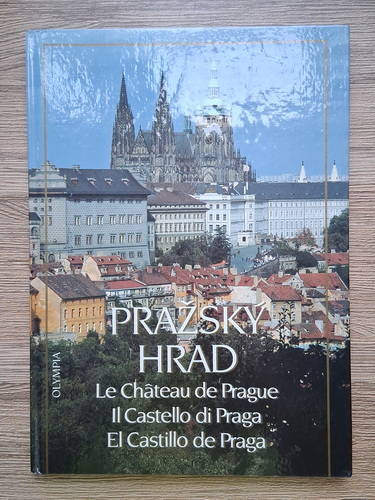 PRAŽSKÝ
HRAD
Le Château de Prague
Il Castello di Praga
El Castillo de Praga
OLYMPIA